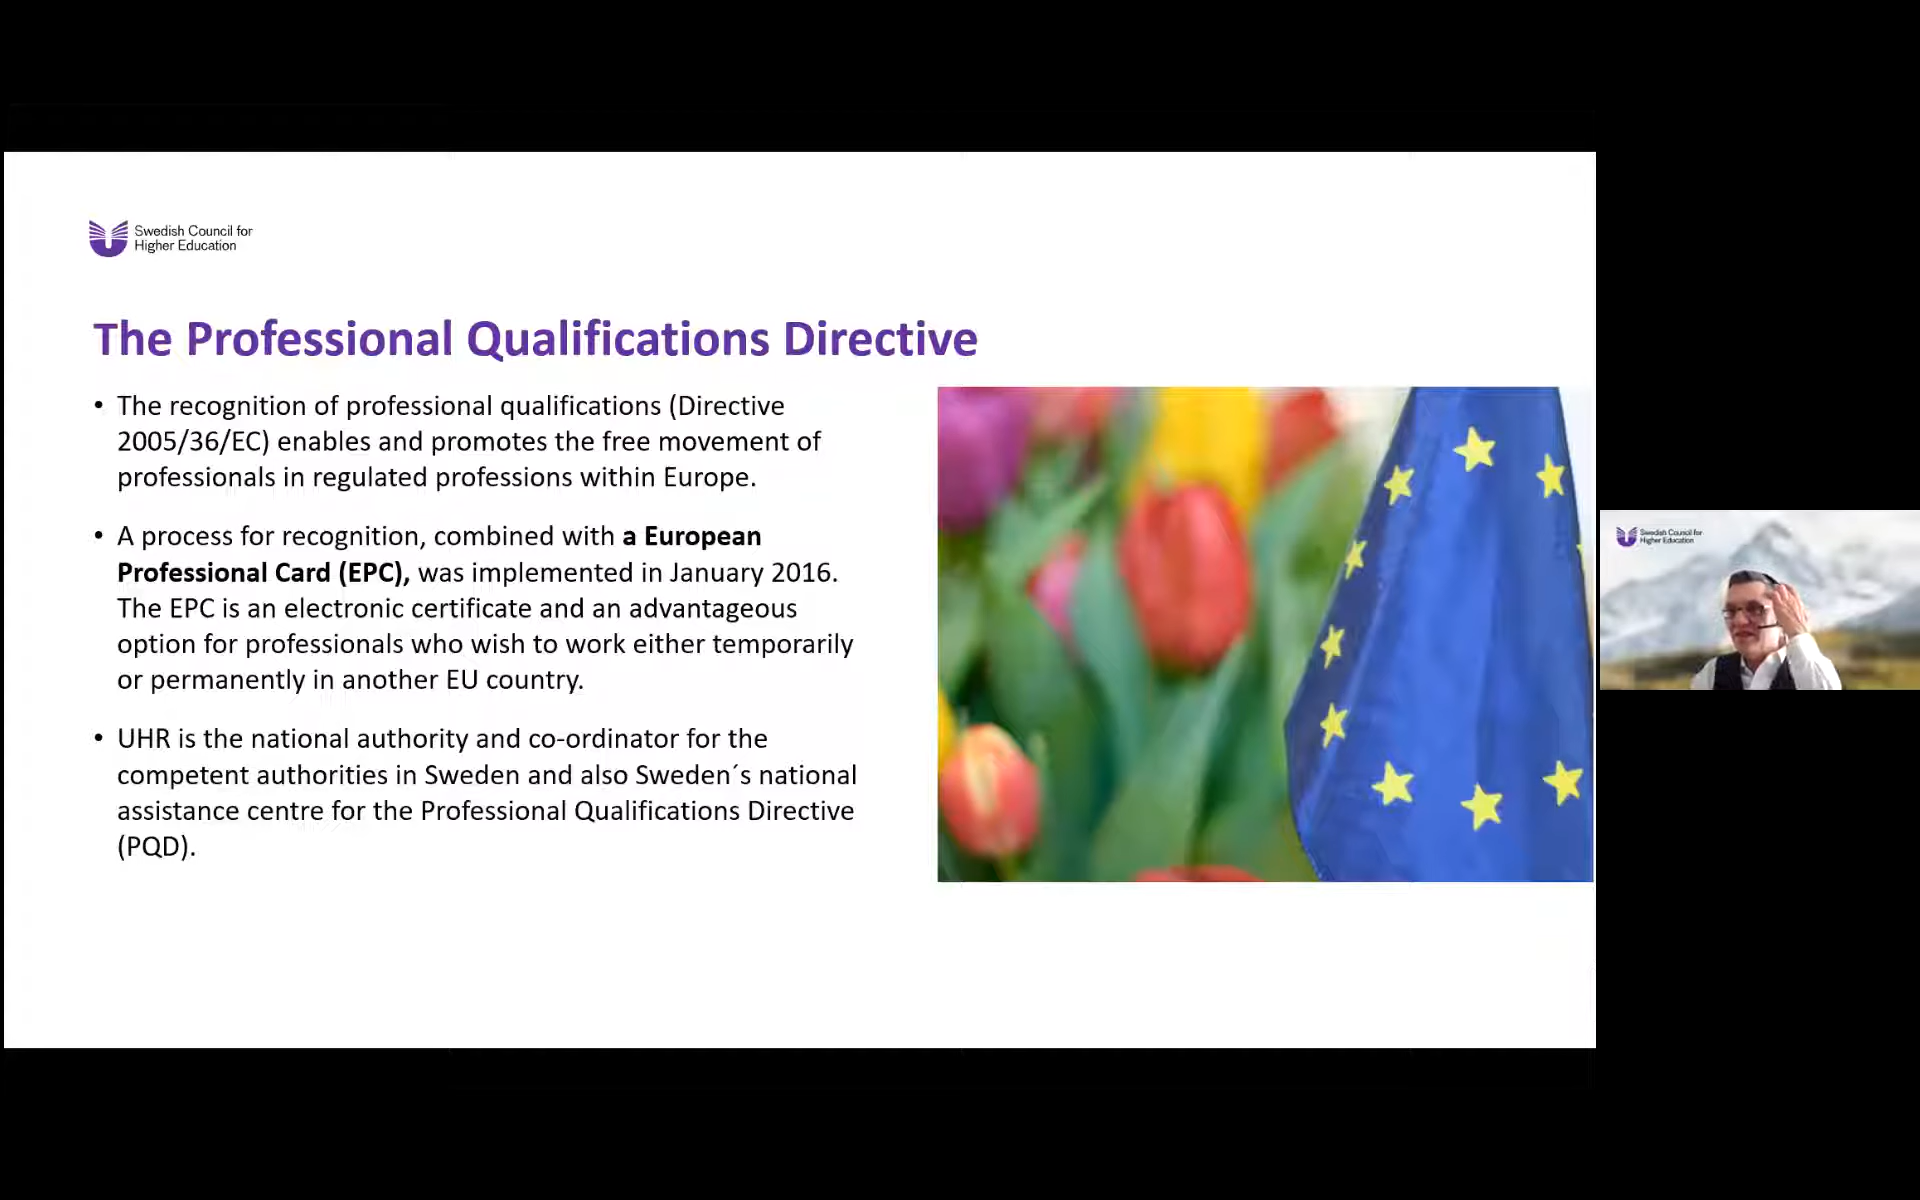 Swedish Council for
Higher Education
The Professional Qualifications Directive
• The recognition of professional qualifications (Directive
2005/36/EC) enables and promotes the free movement of
professionals in regulated professions within Europe.
• A process for recognition, combined with a European
Professional Card (EPC), was implemented in January 2016.
The EPC is an electronic certificate and an advantageous
option for professionals who wish to work either temporarily
or permanently in another EU country.
• UHR is the national authority and co-ordinator for the
competent authorities in Sweden and also Sweden´s national
assistance centre for the Professional Qualifications Directive
(PQD).
Swedish Council for
Higher Education